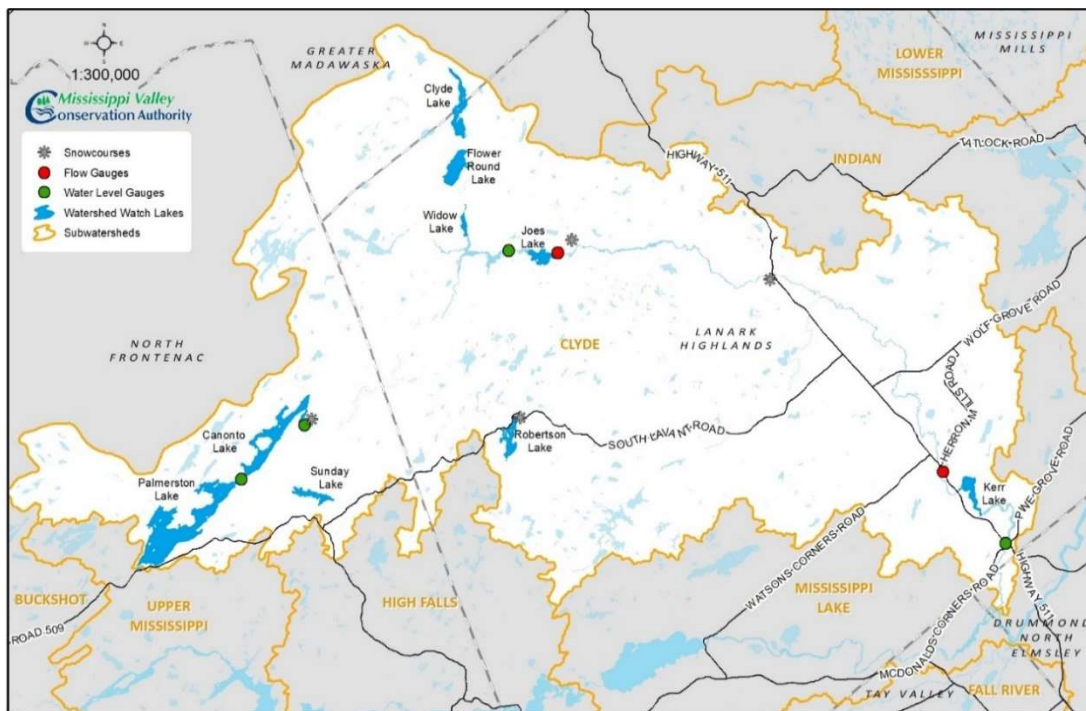 1:300,000
Mississippi Valley
Conservation Authority
Snowcourses
Flow Gauges
Water Level Gauges
Watershed Watch Lakes
Subwatersheds
GREATER
MADAWASKA
Clyde
Lake
Flower
Round
Lake
Widow
Lake
Joes
Lake
LOWER
MISSISSSIPPI
MISSISSIPPI
MILLS
HIGHWAY 511
INDIAN
TATLOCK ROAD
NORTH
FRONTENAC
CLYDE
LANARK
HIGHLANDS
WOLF GROVE ROAD
Canonto
Lake
Palmerston
Lake
Sunday
Lake
Robertson
Lake
SOUTH LAVANT ROAD
HERRON M
ELS ROAD
Kerr
Lake
PWE-GROVE-ROAD
WATSONS-CORNERS-ROAD
BUCKSHOT
UPPER
MISSISSIPPI
HIGH FALLS
MISSISSIPPI
LAKE
MCDONALDS-CORNERS-ROAD
HIGHWAY 511
ROAD 509
DRUMMOND
NORTH
ELMSLEY
TAY VALLEY
FALL RIVER